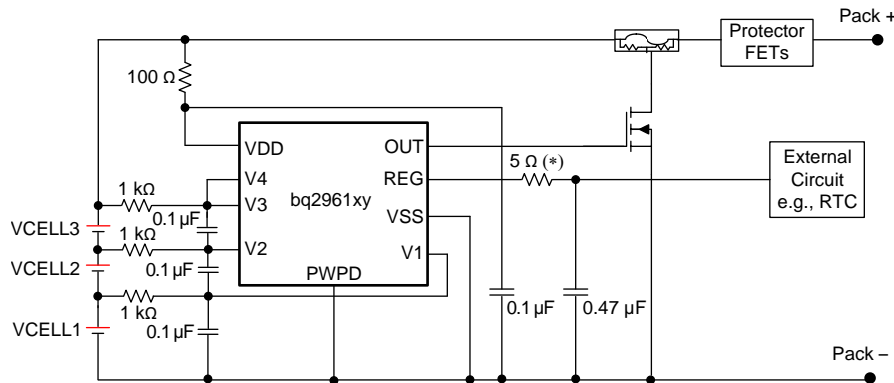 Pack +
Protector
FETs
100 Ω
VDD
OUT
5 Ω (*)
External
Circuit
e.g., RTC
1 kΩ
V4
bq2961xy
REG
V3
0.1 µF
VCELL3
1 kΩ
VSS
V2
V1
VCELL2
0.1 µF
PWPD
1 kΩ
0.1 µF
0.1 µF
0.47 µF
VCELL1
Pack –